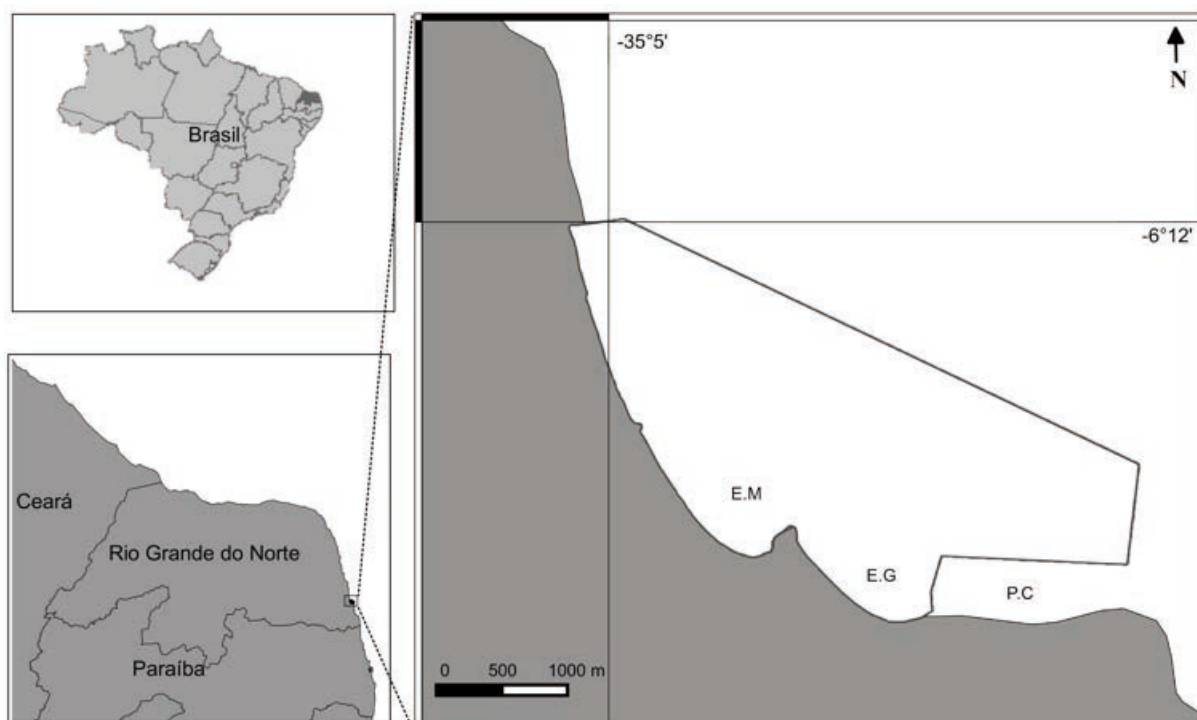 Brasil
Ceará
Rio Grande do Norte
Paraíba
-35°5'
N
-6°12'
E.M
E.G
P.C
0 500 1000 m